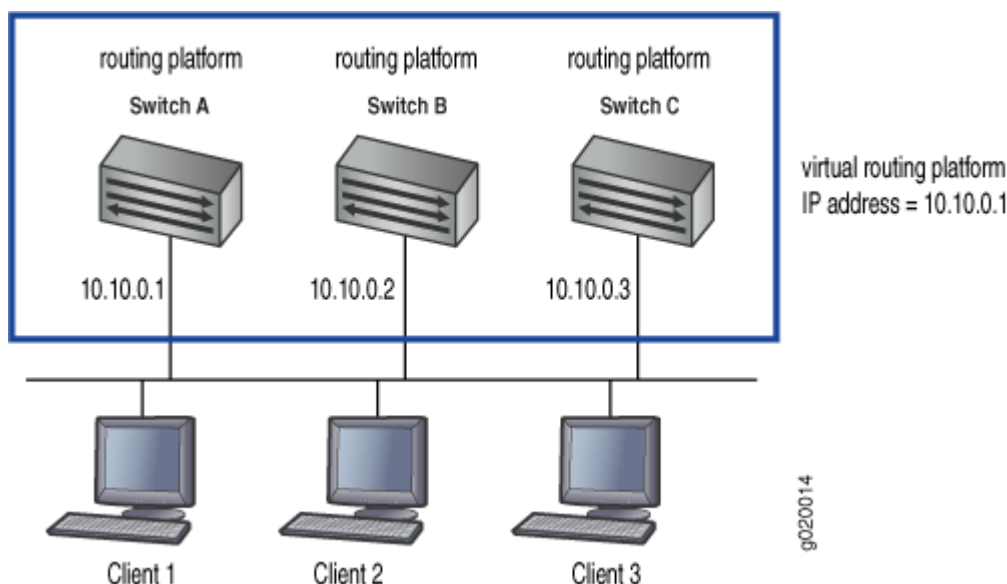 routing platform
routing platform
routing platform
Switch A
Switch B
Switch C
virtual routing platform
IP address = 10.10.0.1
10.10.0.1
10.10.0.2
10.10.0.3
g020014
Client 1
Client 2
Client 3